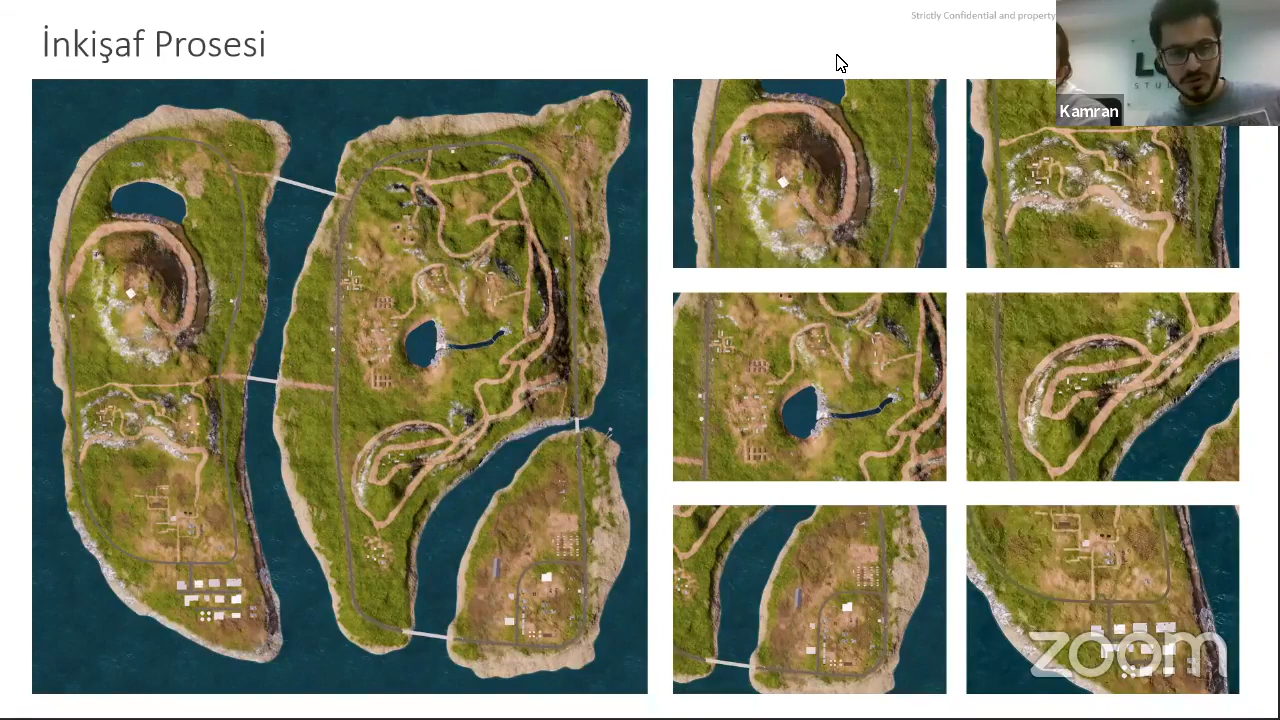 Strictly Confidential and property
İnkişaf Prosesi
Kamran
zoom